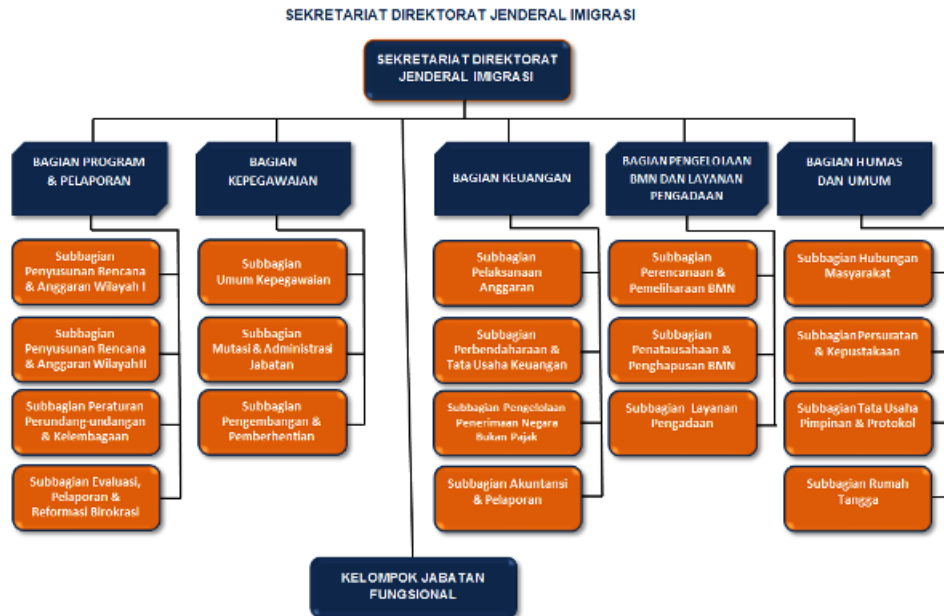 SEKRETARIAT DIREKTORAT JENDERAL IMIGRASI
SEKRETARIAT DIREKTORAT
JENDERAL IMIGRASI
BAGIAN PROGRAM
& PELAPORAN
Subbagian
Penyusunan Rencana
& Anggaran Wilayah I
Subbagian
Penyusunan Rencana
& Anggaran Wilayah II
Subbagian Peraturan
Perundang-undangan
& Kelembagaan
Subbagian Evaluasi,
Pelaporan &
Reformasi Birokrasi
BAGIAN
KEPEGAWAIAN
Subbagian
Umum Kepegawaian
Subbagian
Mutasi & Administrasi
Jabatan
Subbagian
Pengembangan &
Pemberhentian
BAGIAN KEUANGAN
Subbagian
Pelaksanaan
Anggaran
Subbagian
Perbendaharaan &
Tata Usaha Keuangan
Subbagian Pengelolaan
Penerimaan Negara
Bukan Pajak
Subbagian Akuntansi
& Pelaporan
BAGIAN PENGELOLAAN
BMN DAN LAYANAN
PENGADAAN
Subbagian
Perencanaan &
Pemeliharaan BMN
Subbagian
Penatausahaan &
Penghapusan BMN
Subbagian Layanan
Pengadaan
BAGIAN HUMAS
DAN UMUM
Subbagian Hubungan
Masyarakat
Subbagian Persuratan
& Kepustakaan
Subbagian Tata Usaha
Pimpinan & Protokol
Subbagian Rumah
Tangga
KELOMPOK JABATAN
FUNGSIONAL